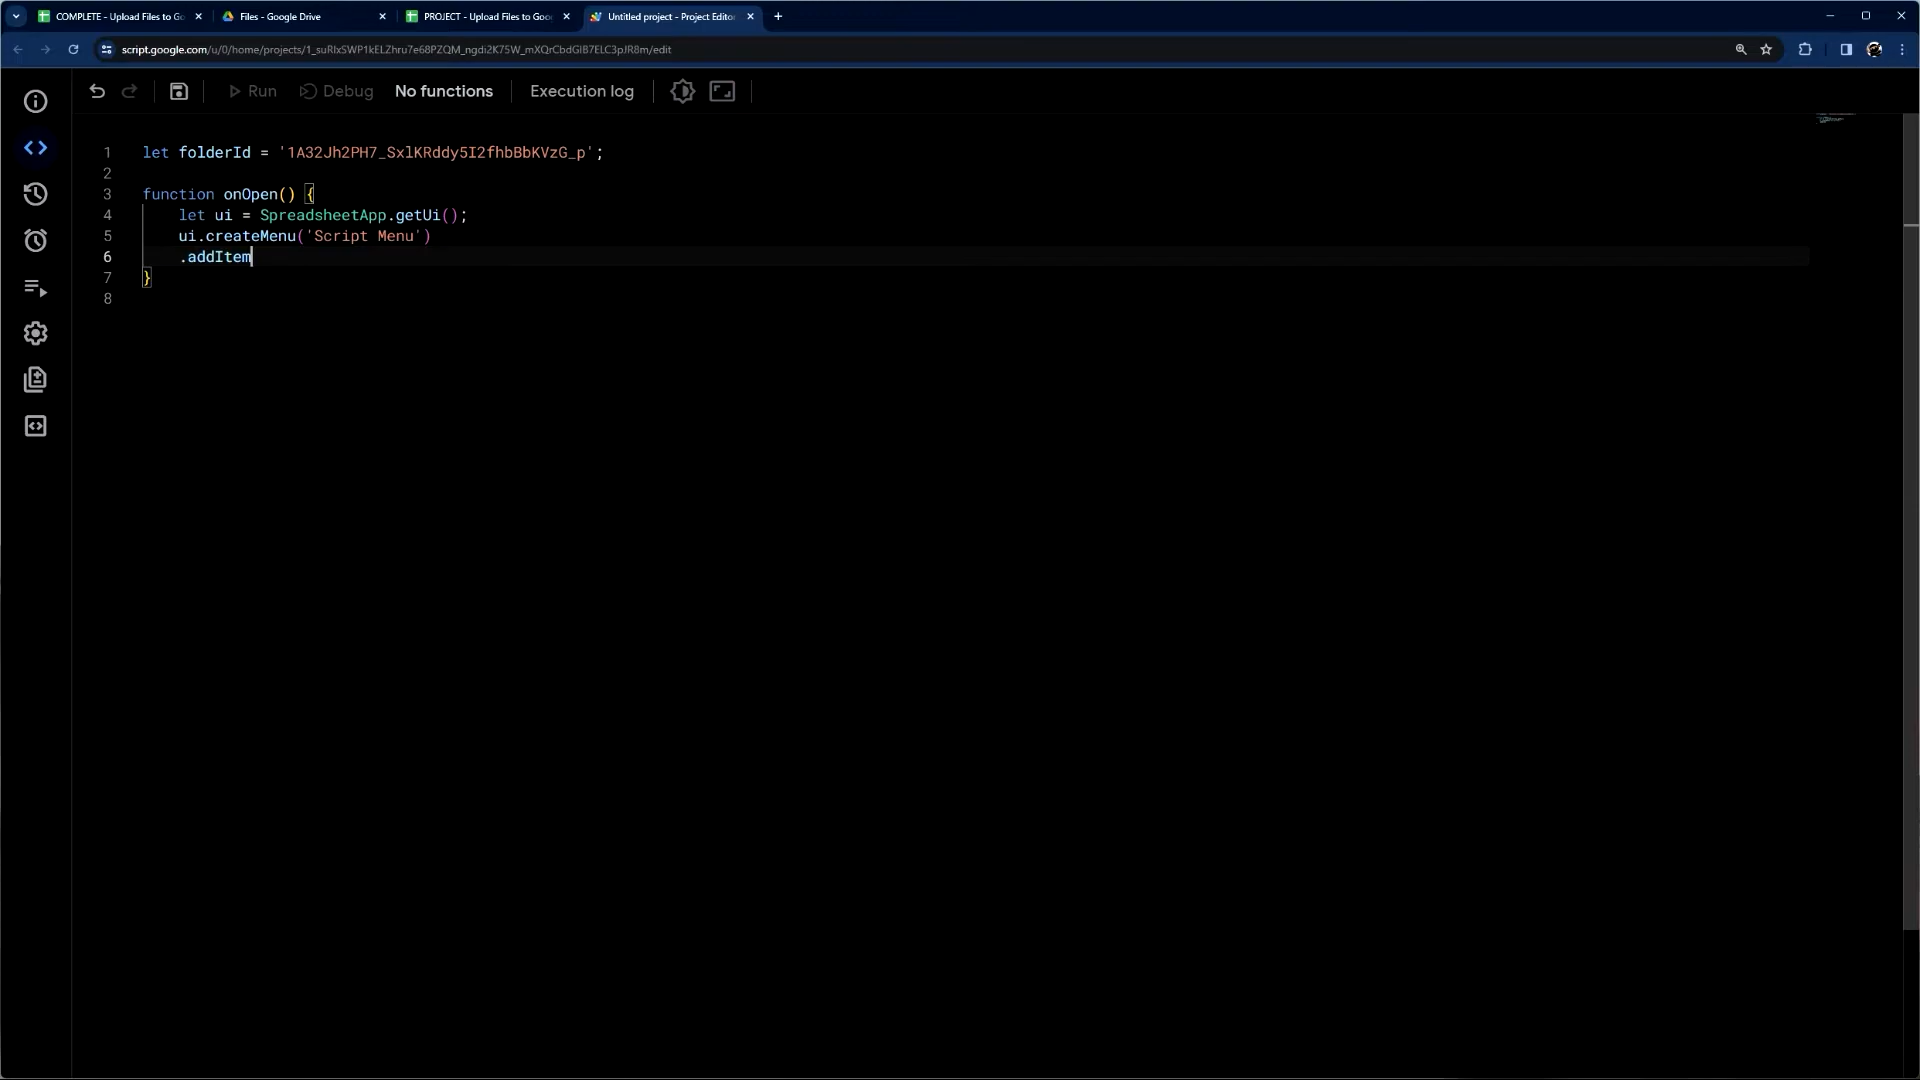 COMPLETE - Upload Files to Go
Files - Google Drive
PROJECT - Upload Files to Goo
Untitled project - Project Editor
script.google.com/u/0/home/projects/1_suRlxSWP1kELZhru7e68PZQM_ngdi2K75W_mXQrCbdGlB7ELC3pJR8m/edit
Run
Debug
No functions
Execution log
1 let folderId = '1A32Jh2PH7_SxlKRddy5I2fhbBbKVzG_p';
2
3 function onOpen() {
4 let ui = SpreadsheetApp.getUi();
5 ui.createMenu('Script Menu')
6 .addItem
7 }
8